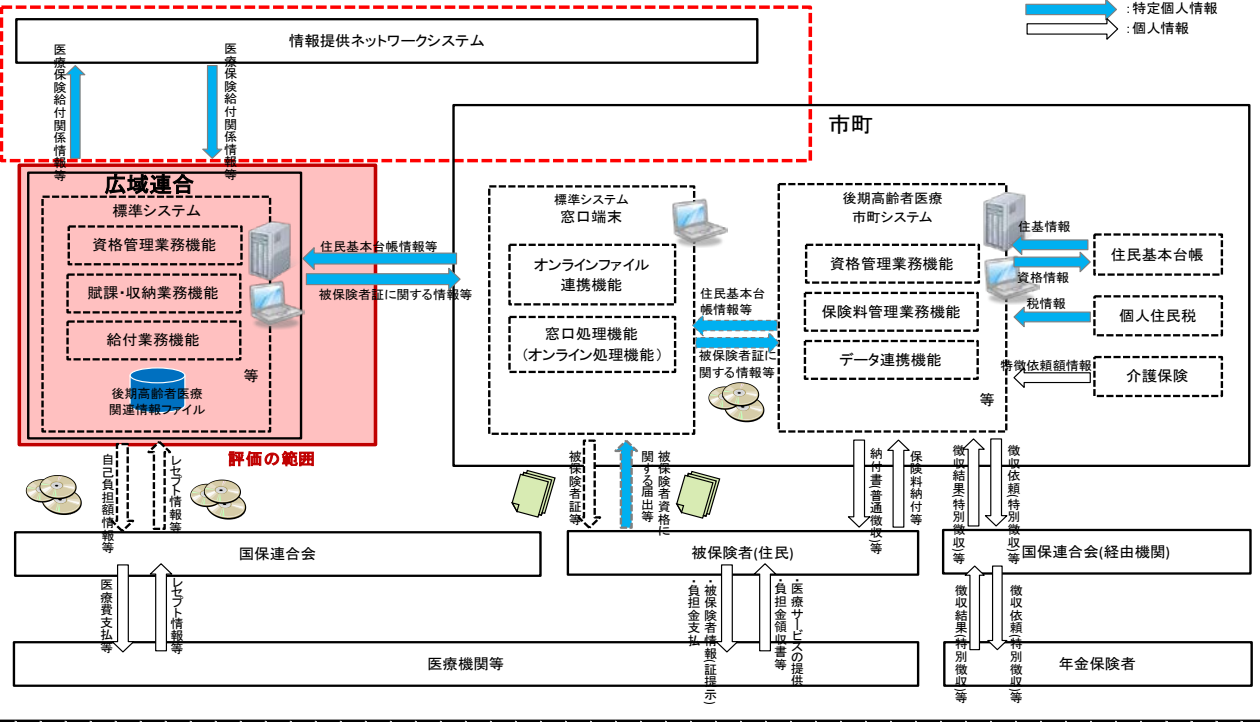 ：特定個人情報
：個人情報
情報提供ネットワークシステム
医療保険給付関係情報等
医療保険給付関係情報等
市町
広域連合
標準システム
資格管理業務機能
賦課・収納業務機能
給付業務機能
等
後期高齢者医療
関連情報ファイル
評価の範囲
住民基本台帳情報等
被保険者証に関する情報等
標準システム
窓口端末
オンラインファイル
連携機能
窓口処理機能
（オンライン処理機能）
住民基本台
帳情報等
被保険者証に
関する情報等
後期高齢者医療
市町システム
資格管理業務機能
保険料管理業務機能
データ連携機能
等
住基情報
資格情報
税情報
特徴依頼額情報
住民基本台帳
個人住民税
介護保険
自己負担額情報等
レセプト情報等
被保険者証等
被保険者資格に
関する届出等
納付書(普通徴収)等
保険料納付等
徴収結果(特別徴収)等
徴収依頼(特別徴収)等
国保連合会
被保険者(住民)
国保連合会(経由機関)
医療費支払等
レセプト情報等
・被保険者情報(証提示)
・負担金支払
・医療サービスの提供
・負担金領収書等
徴収結果(特別徴収)等
徴収依頼(特別徴収)等
医療機関等
年金保険者